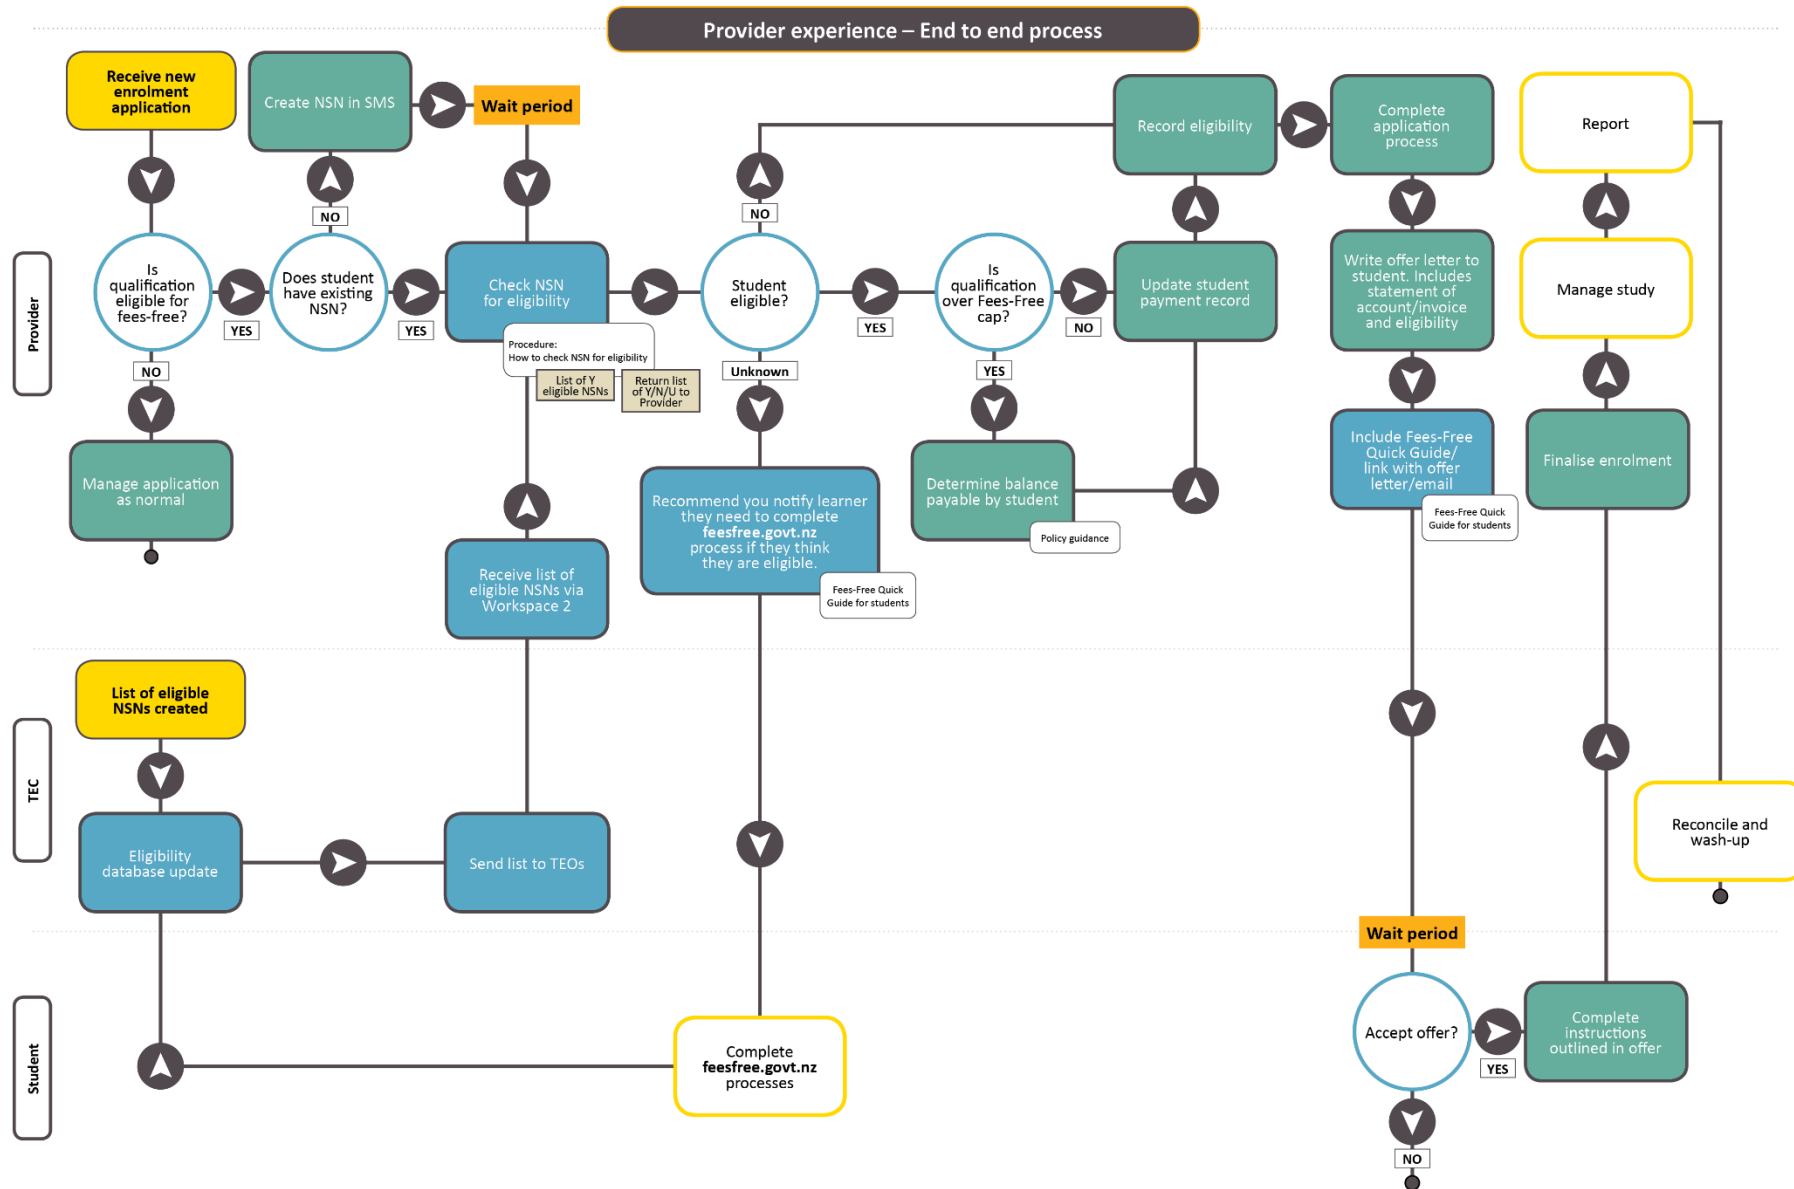 Provider experience – End to end process
Receive new
enrolment
application
Create NSN in SMS
Wait period
Record eligibility
Complete
application
process
Report
NO
NO
Provider
Is
qualification
eligible for
fees-free?
YES
Does student
have existing
NSN?
YES
Check NSN
for eligibility
Procedure:
How to check NSN for eligibility
List of Y
eligible NSNs
Return list
of Y/N/U to
Provider
Student
eligible?
YES
Is
qualification
over Fees-Free
cap?
NO
Update student
payment record
Write offer letter to
student. Includes
statement of
account/invoice
and eligibility
Manage study
NO
Unknown
YES
Manage application
as normal
Recommend you notify learner
they need to complete
feesfree.govt.nz
process if they think
they are eligible.
Fees-Free Quick
Guide for students
Determine balance
payable by student
Policy guidance
Include Fees-Free
Quick Guide/
link with offer
letter/email
Fees-Free Quick
Guide for students
Finalise enrolment
Receive list of
eligible NSNs via
Workspace 2
TEC
List of eligible
NSNs created
Eligibility
database update
Send list to TEOs
Reconcile and
wash-up
Wait period
Student
Complete
feesfree.govt.nz
processes
Accept offer?
YES
Complete
instructions
outlined in offer
NO